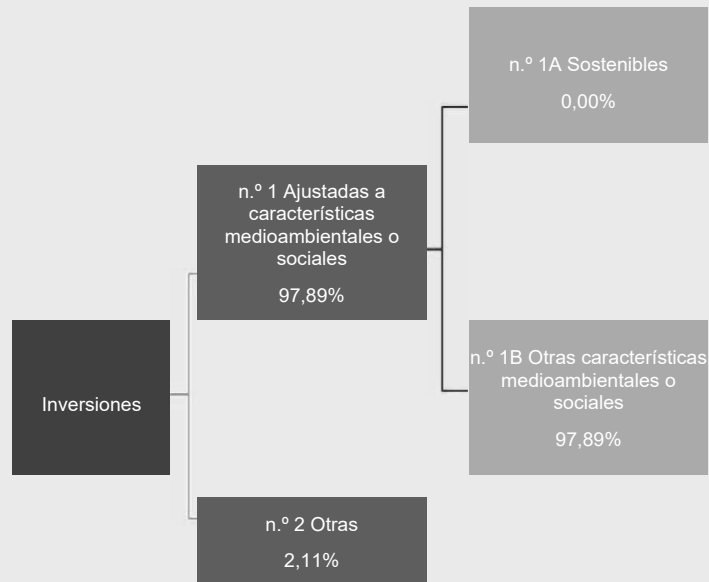 n.º 1A Sostenibles
0,00%
n.º 1 Ajustadas a
características
medioambientales o
sociales
97,89%
Inversiones
n.º 1B Otras características
medioambientales o
sociales
97,89%
n.º 2 Otras
2,11%